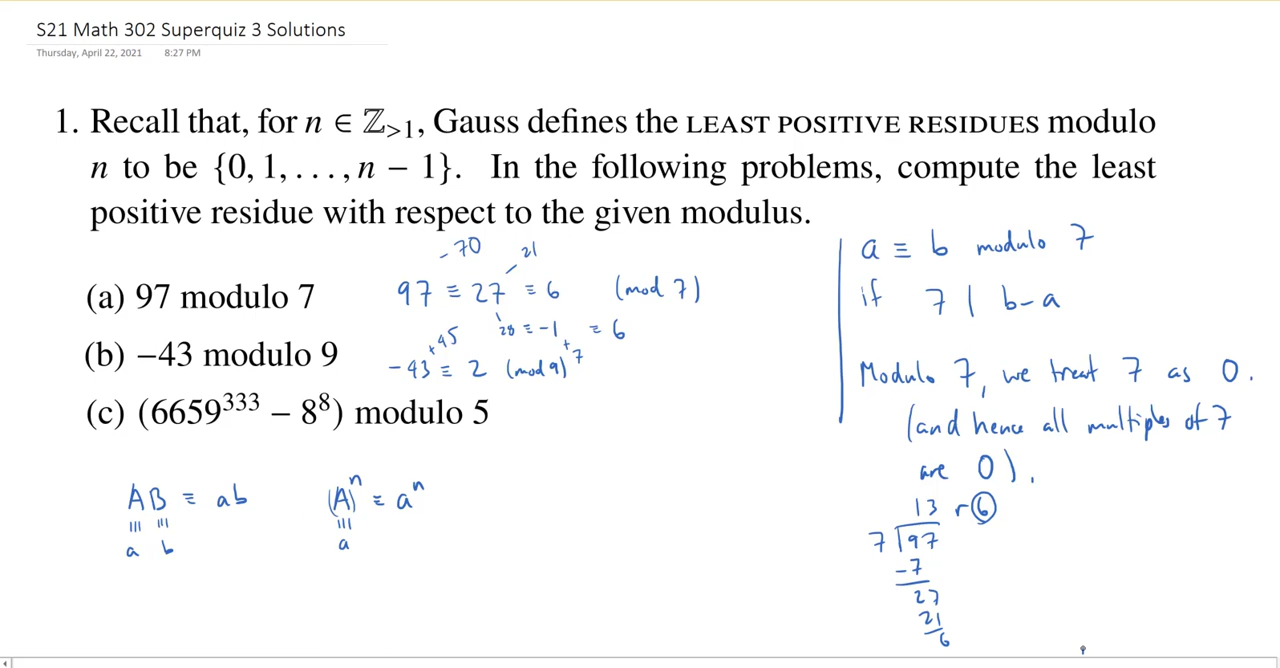 S21 Math 302 Superquiz 3 Solutions
Thursday, April 22, 2021 8:27 PM
1. Recall that, for n ∈ ℤ>1, Gauss defines the LEAST POSITIVE RESIDUES modulo
n to be {0, 1, . . . , n − 1}. In the following problems, compute the least
positive residue with respect to the given modulus.
(a) 97 modulo 7
(b) −43 modulo 9
(c) (6659³³³ − 8⁸) modulo 5
-70 21
97 ≡ 27 ≡ 6 (mod 7)
28 ≡ -1 ≡ 6
+45 +7
-43 ≡ 2 (mod 9)
AB ≡ ab (A)ⁿ ≡ aⁿ
||| ||| |||
a b a
a ≡ b modulo 7
if 7 | b-a
Modulo 7, we treat 7 as 0.
(and hence all multiples of 7
are 0).
13 r 6
7 97
-7
27
21
6